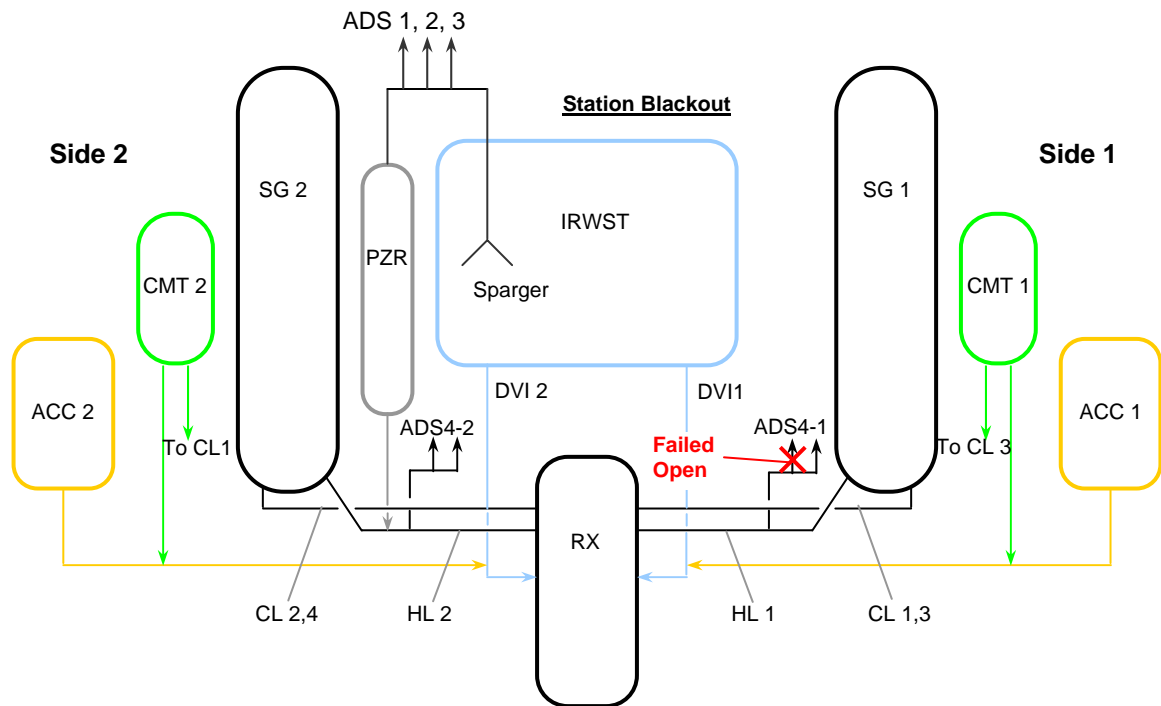 ADS 1, 2, 3
Station Blackout
Side 2
Side 1
SG 2
SG 1
IRWST
PZR
CMT 2
CMT 1
Sparger
ACC 2
ACC 1
DVI 2
DVI1
To CL1
ADS4-2
Failed
Open
ADS4-1
To CL 3
RX
CL 2,4
HL 2
HL 1
CL 1,3